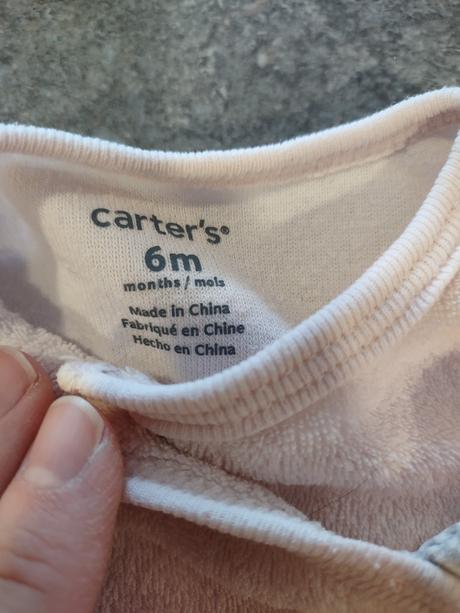 carter's®
6m
months / mois
Made in China
Fabriqué en Chine
Hecho en China